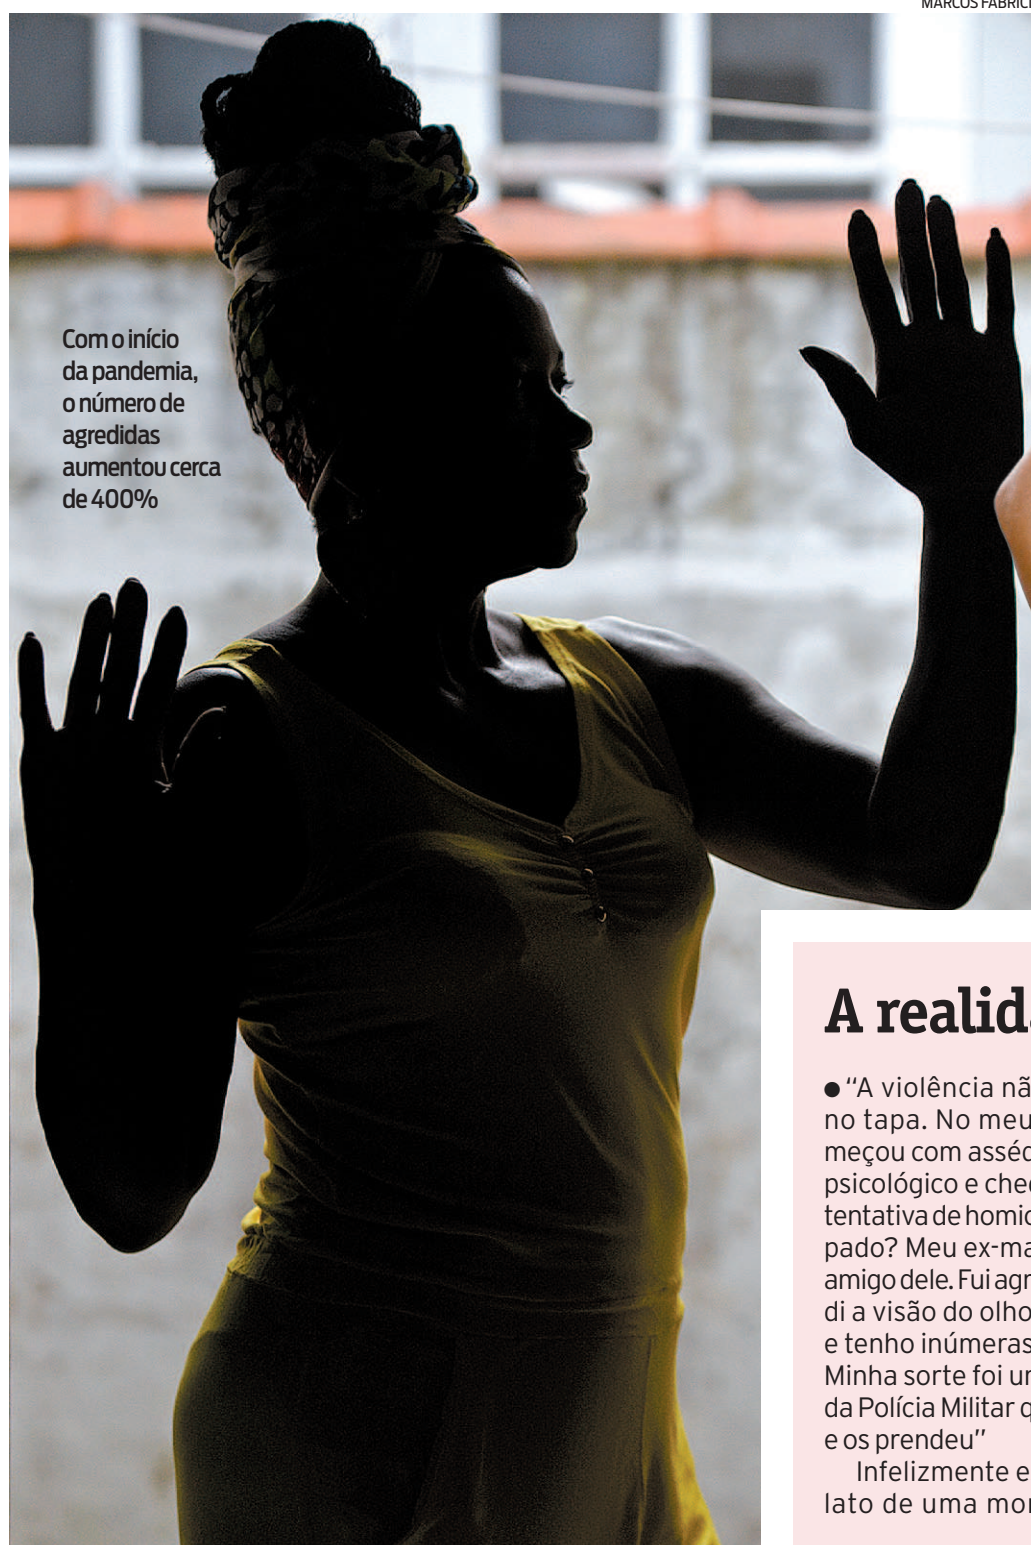 MARCOS FABRICI
Com o início
da pandemia,
o número de
agredidas
aumentou cerca
de 400%
A realid
● "A violência nã
no tapa. No meu
meçou com asséd
psicológico e che
tentativa de homic
pado? Meu ex-ma
amigo dele. Fui agr
di a visão do olho
e tenho inúmeras
Minha sorte foi u
da Polícia Militar q
e os prendeu"
Infelizmente e
lato de uma mo